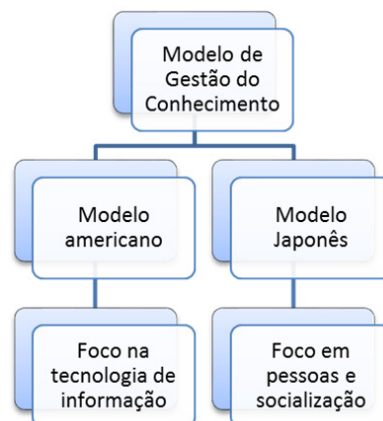 Modelo de
Gestão do
Conhecimento
Modelo
americano
Modelo
Japonês
Foco na
tecnologia de
informação
Foco em
pessoas e
socialização